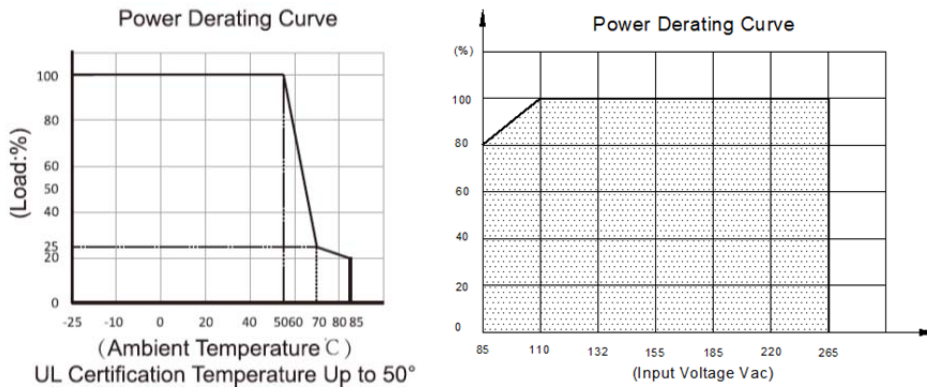 Power Derating Curve
(Load:%)
100
80
60
50
40
25
20
0
-25 -10 0 20 40 50 60 70 80 85
(Ambient Temperature℃)
UL Certification Temperature Up to 50°
Power Derating Curve
(%)
100
80
60
40
20
0
85 110 132 155 185 220 265
(Input Voltage Vac)